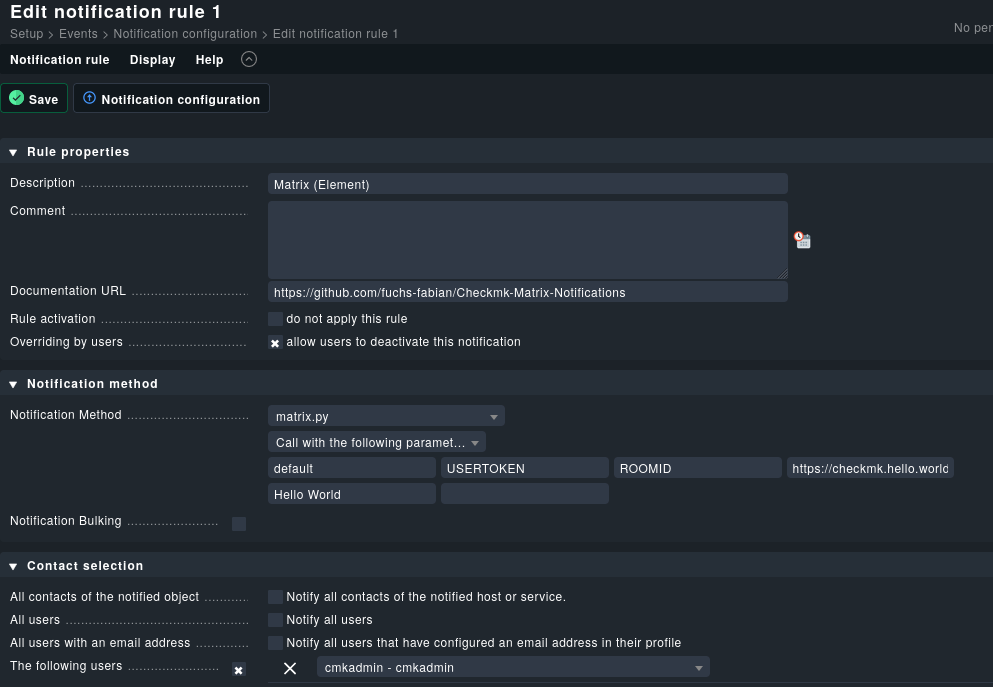 Edit notification rule 1
Setup > Events > Notification configuration > Edit notification rule 1
No per
Notification rule Display Help
Save Notification configuration
Rule properties
Description Matrix (Element)
Comment
Documentation URL https://github.com/fuchs-fabian/Checkmk-Matrix-Notifications
Rule activation do not apply this rule
Overriding by users allow users to deactivate this notification
Notification method
Notification Method matrix.py
Call with the following paramet...
default USERTOKEN ROOMID https://checkmk.hello.world
Hello World
Notification Bulking
Contact selection
All contacts of the notified object Notify all contacts of the notified host or service.
All users Notify all users
All users with an email address Notify all users that have configured an email address in their profile
The following users cmkadmin - cmkadmin